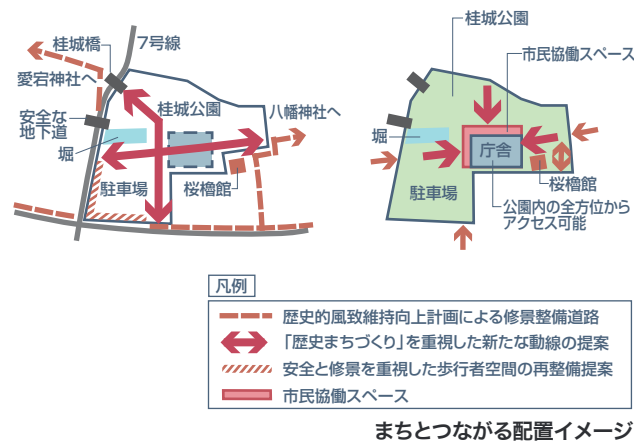 桂城橋
7号線
愛宕神社へ
桂城公園
八幡神社へ
安全な
地下道
堀
駐車場
桜櫓館
桂城公園
市民協働スペース
堀
庁舎
駐車場
桜櫓館
公園内の全方位から
アクセス可能
凡例
歴史的風致維持向上計画による修景整備道路
「歴史まちづくり」を重視した新たな動線の提案
安全と修景を重視した歩行者空間の再整備提案
市民協働スペース
まちとつながる配置イメージ